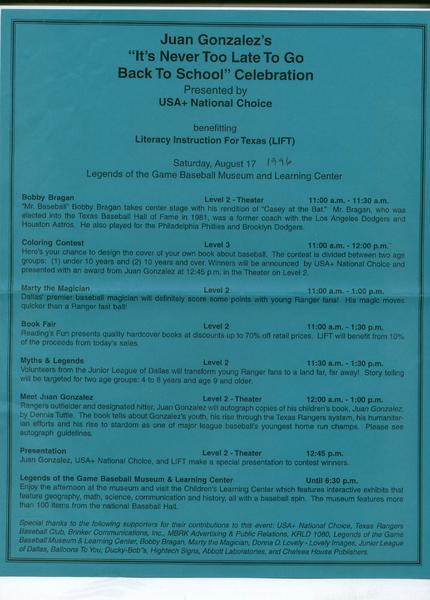 Juan Gonzalez's
"It's Never Too Late To Go
Back To School" Celebration
Presented by
USA+ National Choice
benefitting
Literacy Instruction For Texas (LIFT)
Saturday, August 17 1996
Legends of the Game Baseball Museum and Learning Center
Bobby Bragan Level 2 - Theater 11:00 a.m. - 11:30 a.m.
"Mr. Baseball" Bobby Bragan takes center stage with his rendition of "Casey at the Bat." Mr. Bragan, who was
elected into the Texas Baseball Hall of Fame in 1981, was a former coach with the Los Angeles Dodgers and
Houston Astros. He also played for the Philadelphia Phillies and Brooklyn Dodgers.
Coloring Contest Level 3 11:00 a.m. - 12:00 p.m.
Here's your chance to design the cover of your own book about baseball. The contest is divided between two age
groups: (1) under 10 years and (2) 10 years and over. Winners will be announced by USA+ National Choice and
presented with an award from Juan Gonzalez at 12:45 p.m. in the Theater on Level 2.
Marty the Magician Level 2 11:00 a.m. - 1:00 p.m.
Dallas' premier baseball magician will definitely score some points with young Ranger fans! His magic moves
quicker than a Ranger fast ball!
Book Fair Level 2 11:00 a.m. - 1:30 p.m.
Reading's Fun presents quality hardcover books at discounts up to 70% off retail prices. LIFT will benefit from 10%
of the proceeds from today's sales.
Myths & Legends Level 2 11:30 a.m. - 1:30 p.m.
Volunteers from the Junior League of Dallas will transform young Ranger fans to a land far, far away! Story telling
will be targeted for two age groups: 4 to 8 years and age 9 and older.
Meet Juan Gonzalez Level 2 - Theater 12:00 a.m. - 1:00 p.m.
Rangers outfielder and designated hitter, Juan Gonzalez will autograph copies of his children's book, Juan Gonzalez,
by Dennis Tuttle. The book tells about Gonzalez's youth, his rise through the Texas Rangers system, his humanitar-
ian efforts and his rise to stardom as one of major league baseball's youngest home run champs. Please see
autograph guidelines.
Presentation Level 2 - Theater 12:45 p.m.
Juan Gonzalez, USA+ National Choice, and LIFT make a special presentation to contest winners.
Legends of the Game Baseball Museum & Learning Center Until 6:30 p.m.
Enjoy the afternoon at the museum and visit the Children's Learning Center which features interactive exhibits that
feature geography, math, science, communication and history, all with a baseball spin. The museum features more
than 100 items from the national Baseball Hall.
Special thanks to the following supporters for their contributions to this event: USA+ National Choice, Texas Rangers
Baseball Club, Brinker Communications, Inc., MBRK Advertising & Public Relations, KRLD 1080, Legends of the Game
Baseball Museum & Learning Center, Bobby Bragan, Marty the Magician, Donna D. Lovely - Lovely Images, Junior League
of Dallas, Balloons To You, Ducky-Bob"s, Hightech Signs, Abbott Laboratories, and Chelsea House Publishers.